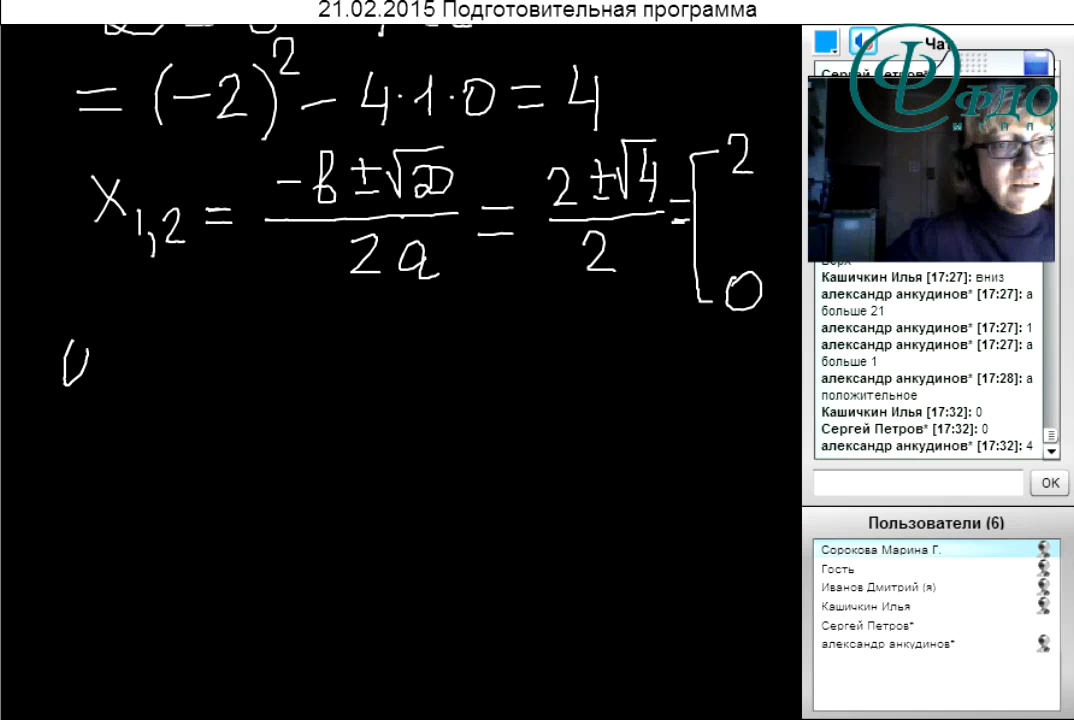 21.02.2015 Подготовительная программа
= (-2)² - 4·1·0 = 4
x₁,₂ = (-b ± √D) / 2a = (2 ± √4) / 2 = [ 2
0
Чат
ФДО
МГППУ
Кашичкин Илья [17:27]: вниз
александр анкудинов* [17:27]: а
больше 21
александр анкудинов* [17:27]: 1
александр анкудинов* [17:27]: а
больше 1
александр анкудинов* [17:28]: а
положительное
Кашичкин Илья [17:32]: 0
Сергей Петров* [17:32]: 0
александр анкудинов* [17:32]: 4
OK
Пользователи (6)
Сорокова Марина Г.
Гость
Иванов Дмитрий (я)
Кашичкин Илья
Сергей Петров*
александр анкудинов*